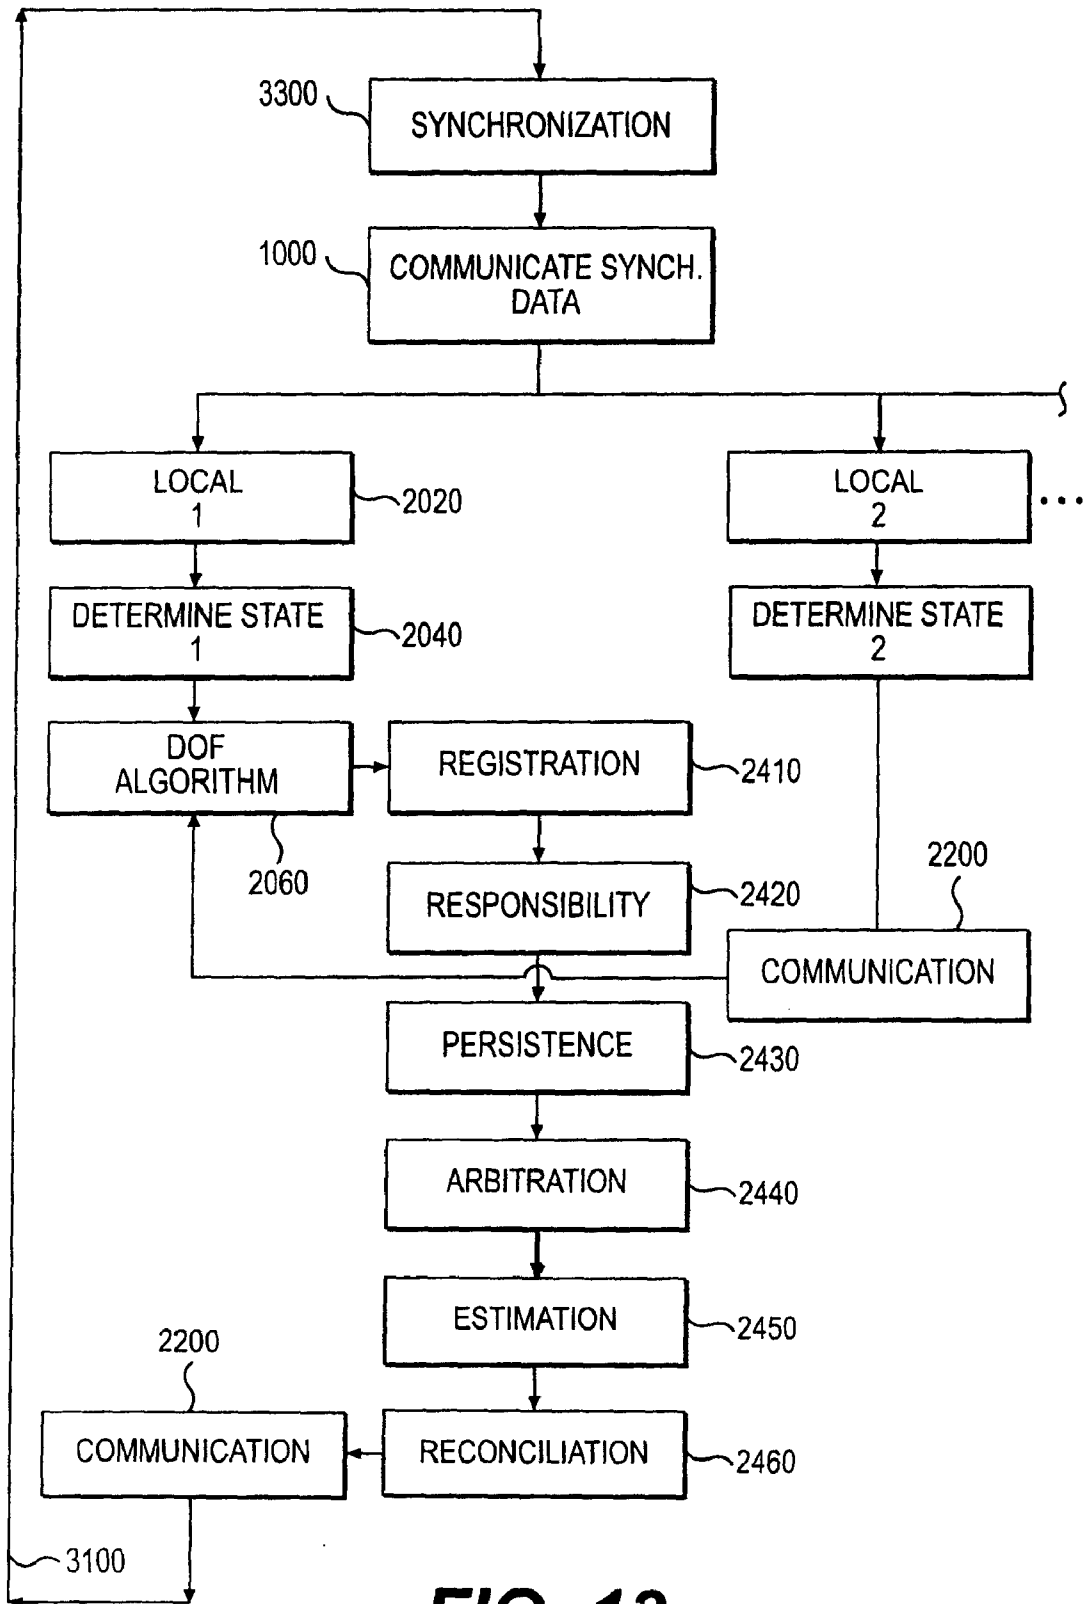 3300
SYNCHRONIZATION
1000
COMMUNICATE SYNCH.
DATA
LOCAL
1
2020
LOCAL
2
...
DETERMINE STATE
1
2040
DETERMINE STATE
2
DOF
ALGORITHM
2060
REGISTRATION
2410
RESPONSIBILITY
2420
2200
COMMUNICATION
PERSISTENCE
2430
ARBITRATION
2440
ESTIMATION
2450
2200
COMMUNICATION
RECONCILIATION
2460
3100